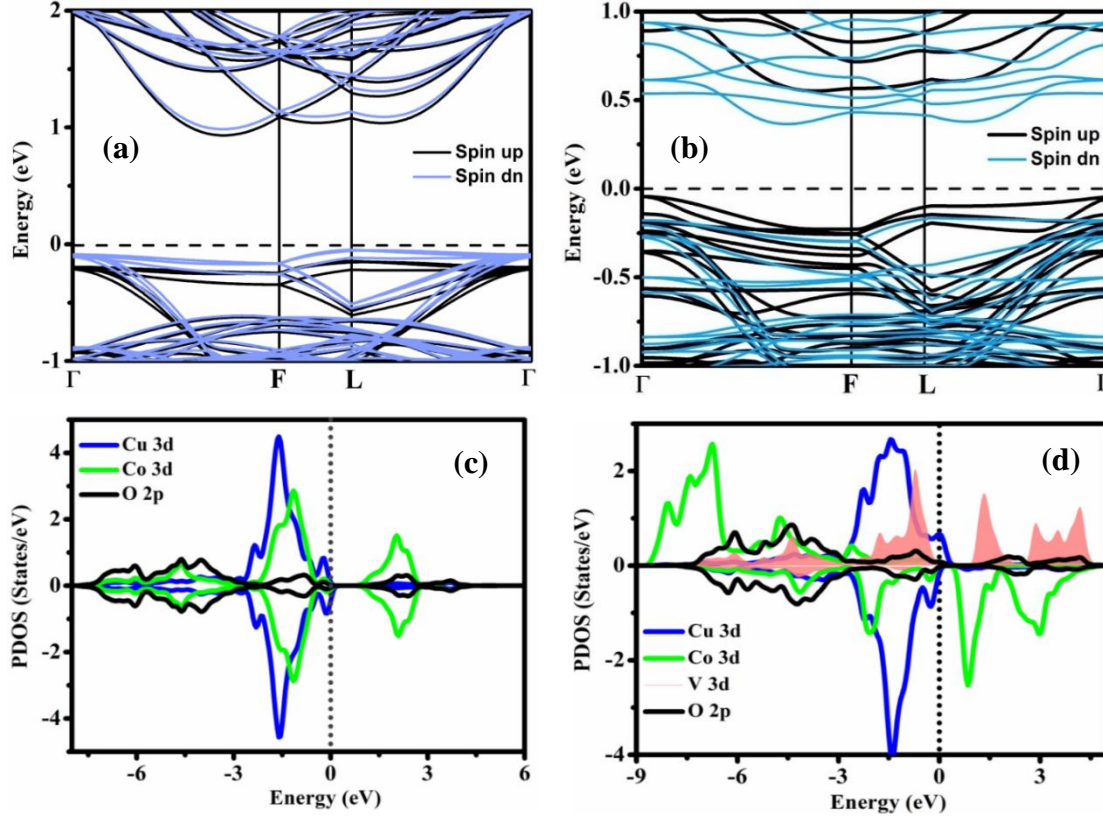 2
1
0
-1
Energy (eV)
(a)
Spin up
Spin dn
Γ F L Γ
1.0
0.5
0.0
-0.5
-1.0
Energy (eV)
(b)
Spin up
Spin dn
Γ F L
4
2
0
-2
-4
PDOS (States/eV)
Cu 3d
Co 3d
O 2p
(c)
-6 -3 0 3 6
Energy (eV)
2
0
-2
-4
PDOS (States/eV)
(d)
Cu 3d
Co 3d
V 3d
O 2p
-9 -6 -3 0 3
Energy (eV)